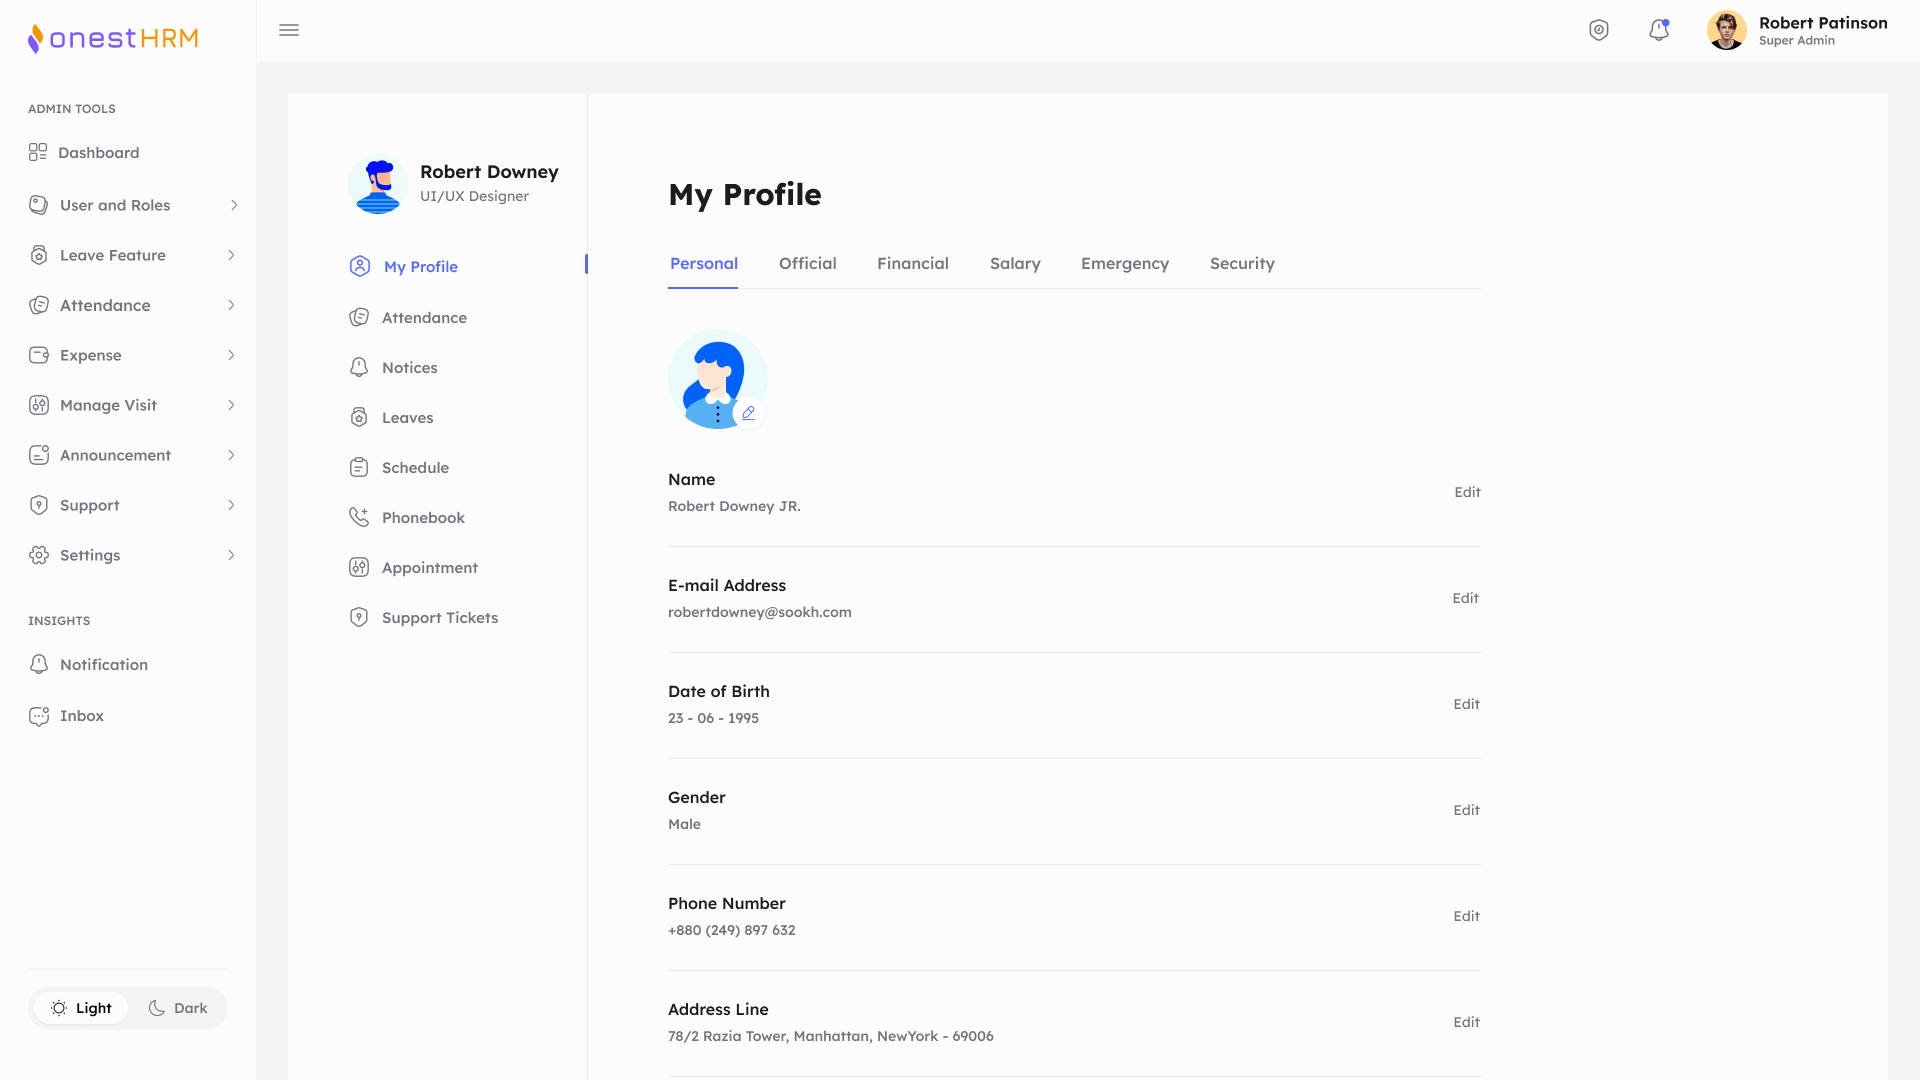 onestHRM
ADMIN TOOLS
Dashboard
User and Roles
Leave Feature
Attendance
Expense
Manage Visit
Announcement
Support
Settings
INSIGHTS
Notification
Inbox
Light
Dark
Robert Patinson
Super Admin
Robert Downey
UI/UX Designer
My Profile
Attendance
Notices
Leaves
Schedule
Phonebook
Appointment
Support Tickets
My Profile
Personal Official Financial Salary Emergency Security
Name
Robert Downey JR.
Edit
E-mail Address
robertdowney@sookh.com
Edit
Date of Birth
23 - 06 - 1995
Edit
Gender
Male
Edit
Phone Number
+880 (249) 897 632
Edit
Address Line
78/2 Razia Tower, Manhattan, NewYork - 69006
Edit